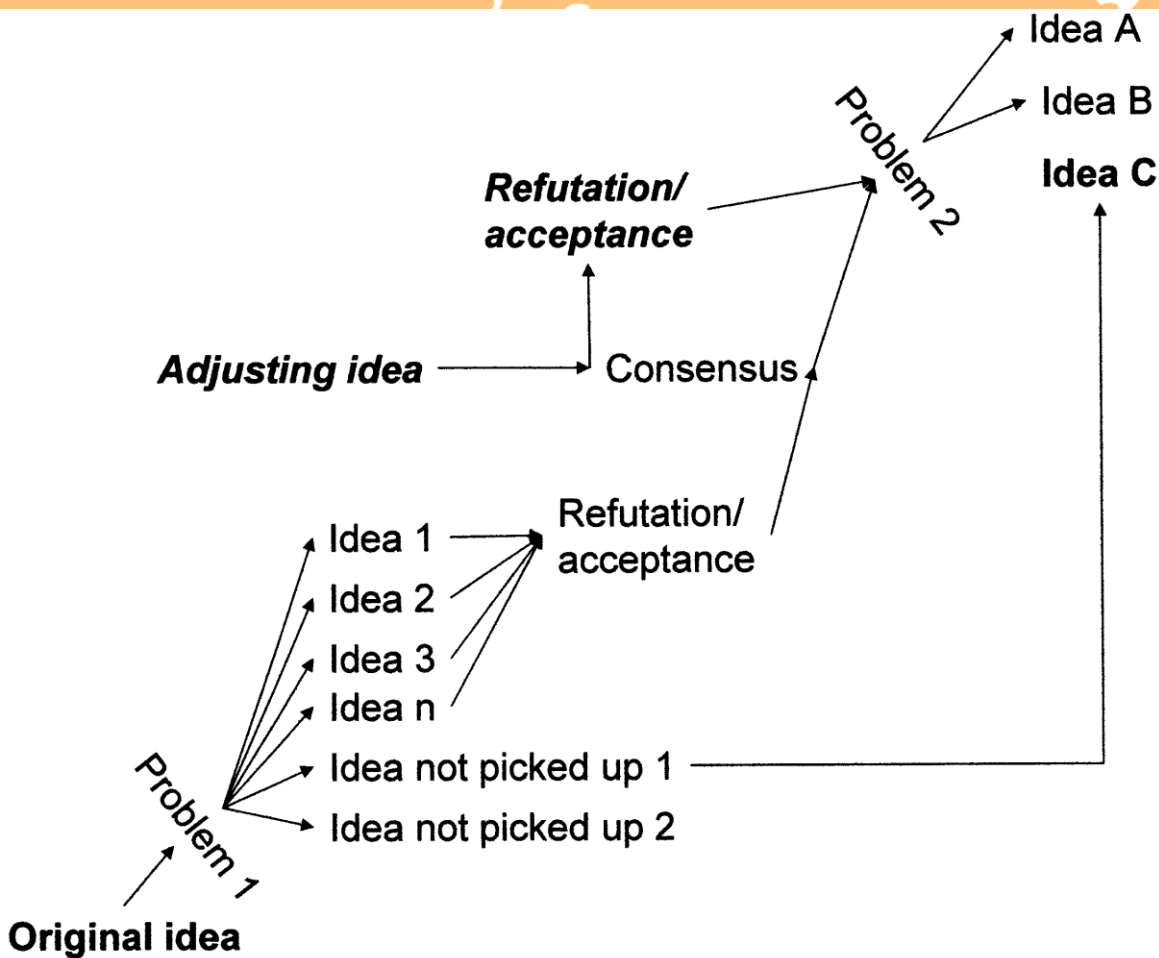 Idea A
Idea B
Problem 2
Idea C
Refutation/
acceptance
Adjusting idea
Consensus
Refutation/
acceptance
Idea 1
Idea 2
Idea 3
Idea n
Idea not picked up 1
Problem 1
Idea not picked up 2
Original idea